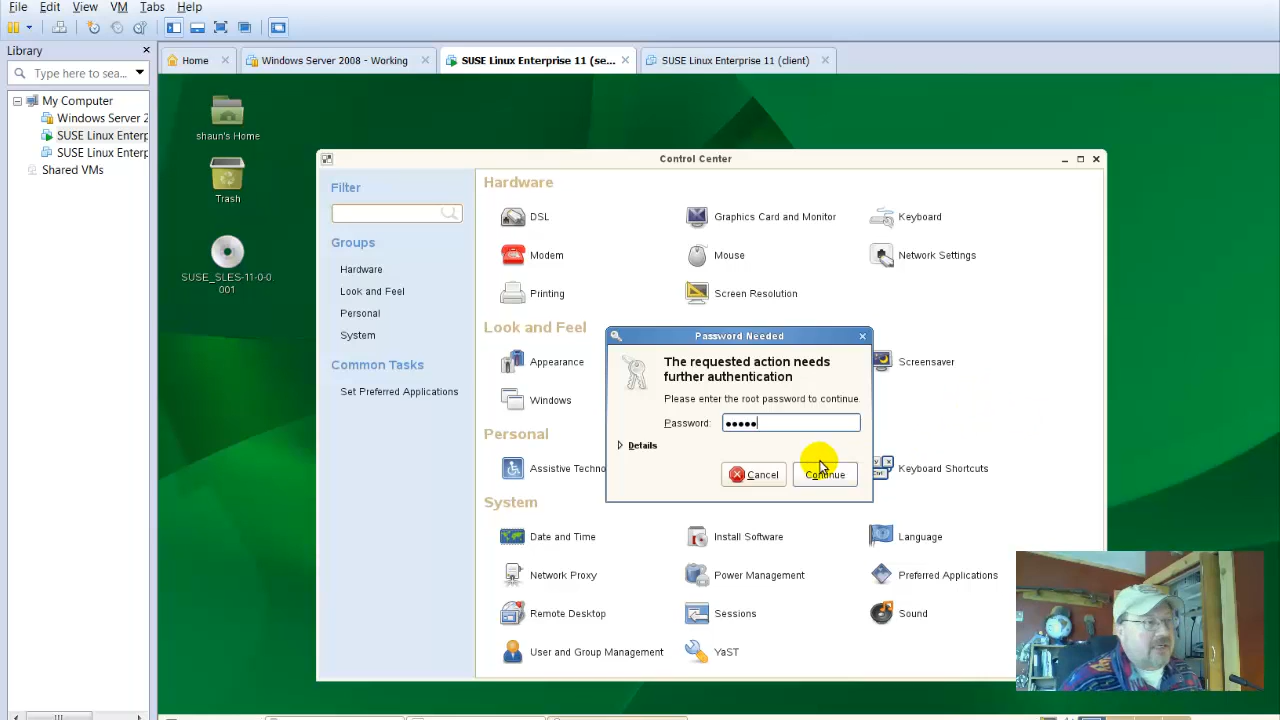 File Edit View VM Tabs Help
Library
Type here to sea...
My Computer
Windows Server 2
SUSE Linux Enterp
SUSE Linux Enterp
Shared VMs
Home
Windows Server 2008 - Working
SUSE Linux Enterprise 11 (se...
SUSE Linux Enterprise 11 (client)
shaun's Home
Trash
SUSE_SLES-11-0-0.
001
Control Center
Filter
Groups
Hardware
Look and Feel
Personal
System
Common Tasks
Set Preferred Applications
Hardware
DSL
Graphics Card and Monitor
Keyboard
Modem
Mouse
Network Settings
Printing
Screen Resolution
Look and Feel
Appearance
Screensaver
Windows
Personal
Assistive Techno
Keyboard Shortcuts
System
Date and Time
Install Software
Language
Network Proxy
Power Management
Preferred Applications
Remote Desktop
Sessions
Sound
User and Group Management
YaST
Password Needed
The requested action needs
further authentication
Please enter the root password to continue.
Password:
Details
Cancel
Continue